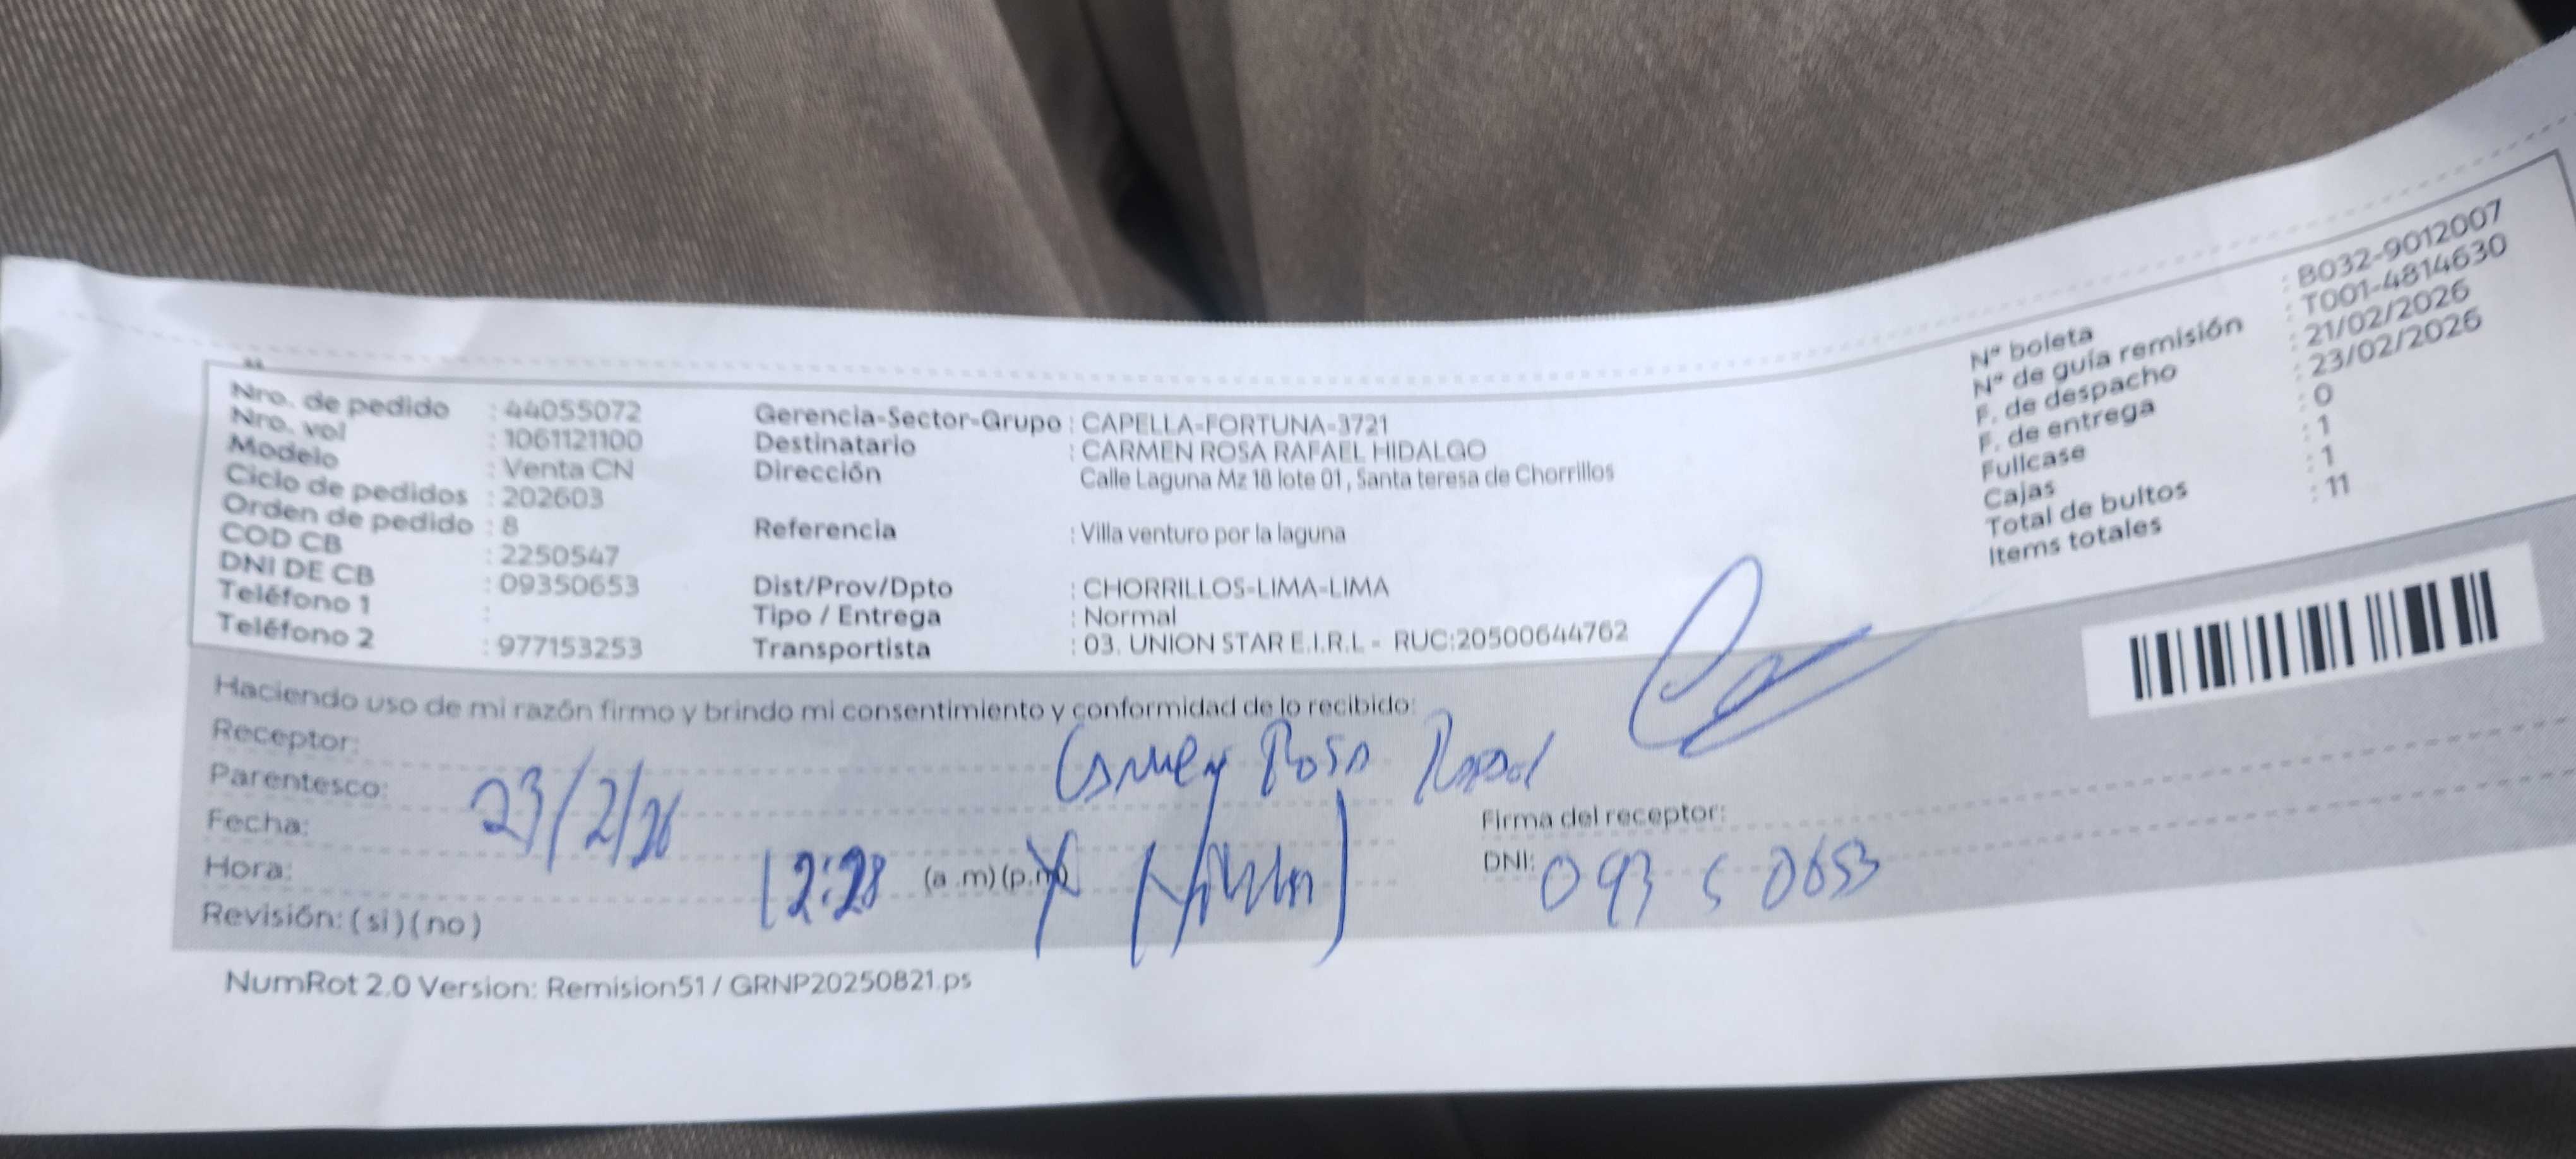 Nro. de pedido : 44055072
Nro. vol : 1061121100
Modelo : Venta CN
Ciclo de pedidos : 202603
Orden de pedido : 8
COD CB : 2250547
DNI DE CB : 09350653
Teléfono 1 :
Teléfono 2 : 977153253
Gerencia-Sector-Grupo : CAPELLA-FORTUNA-3721
Destinatario : CARMEN ROSA RAFAEL HIDALGO
Dirección Calle Laguna Mz 18 lote 01, Santa teresa de Chorrillos
Referencia : Villa venturo por la laguna
Dist/Prov/Dpto : CHORRILLOS-LIMA-LIMA
Tipo / Entrega : Normal
Transportista : 03. UNION STAR E.I.R.L - RUC:20500644762
N° boleta : B032-9012007
N° de guía remisión : T001-4814630
F. de despacho : 21/02/2026
F. de entrega : 23/02/2026
Fullcase : 0
Cajas : 1
Total de bultos : 1
Items totales : 11
Haciendo uso de mi razón firmo y brindo mi consentimiento y conformidad de lo recibido:
Receptor: Carmen Rosa Rafael
Parentesco:
Fecha: 23/2/26
Hora: 12:28 (a .m) (p.m)
Revisión: ( si ) ( no )
Firma del receptor:
DNI: 09350653
NumRot 2.0 Version: Remision51 / GRNP20250821.ps